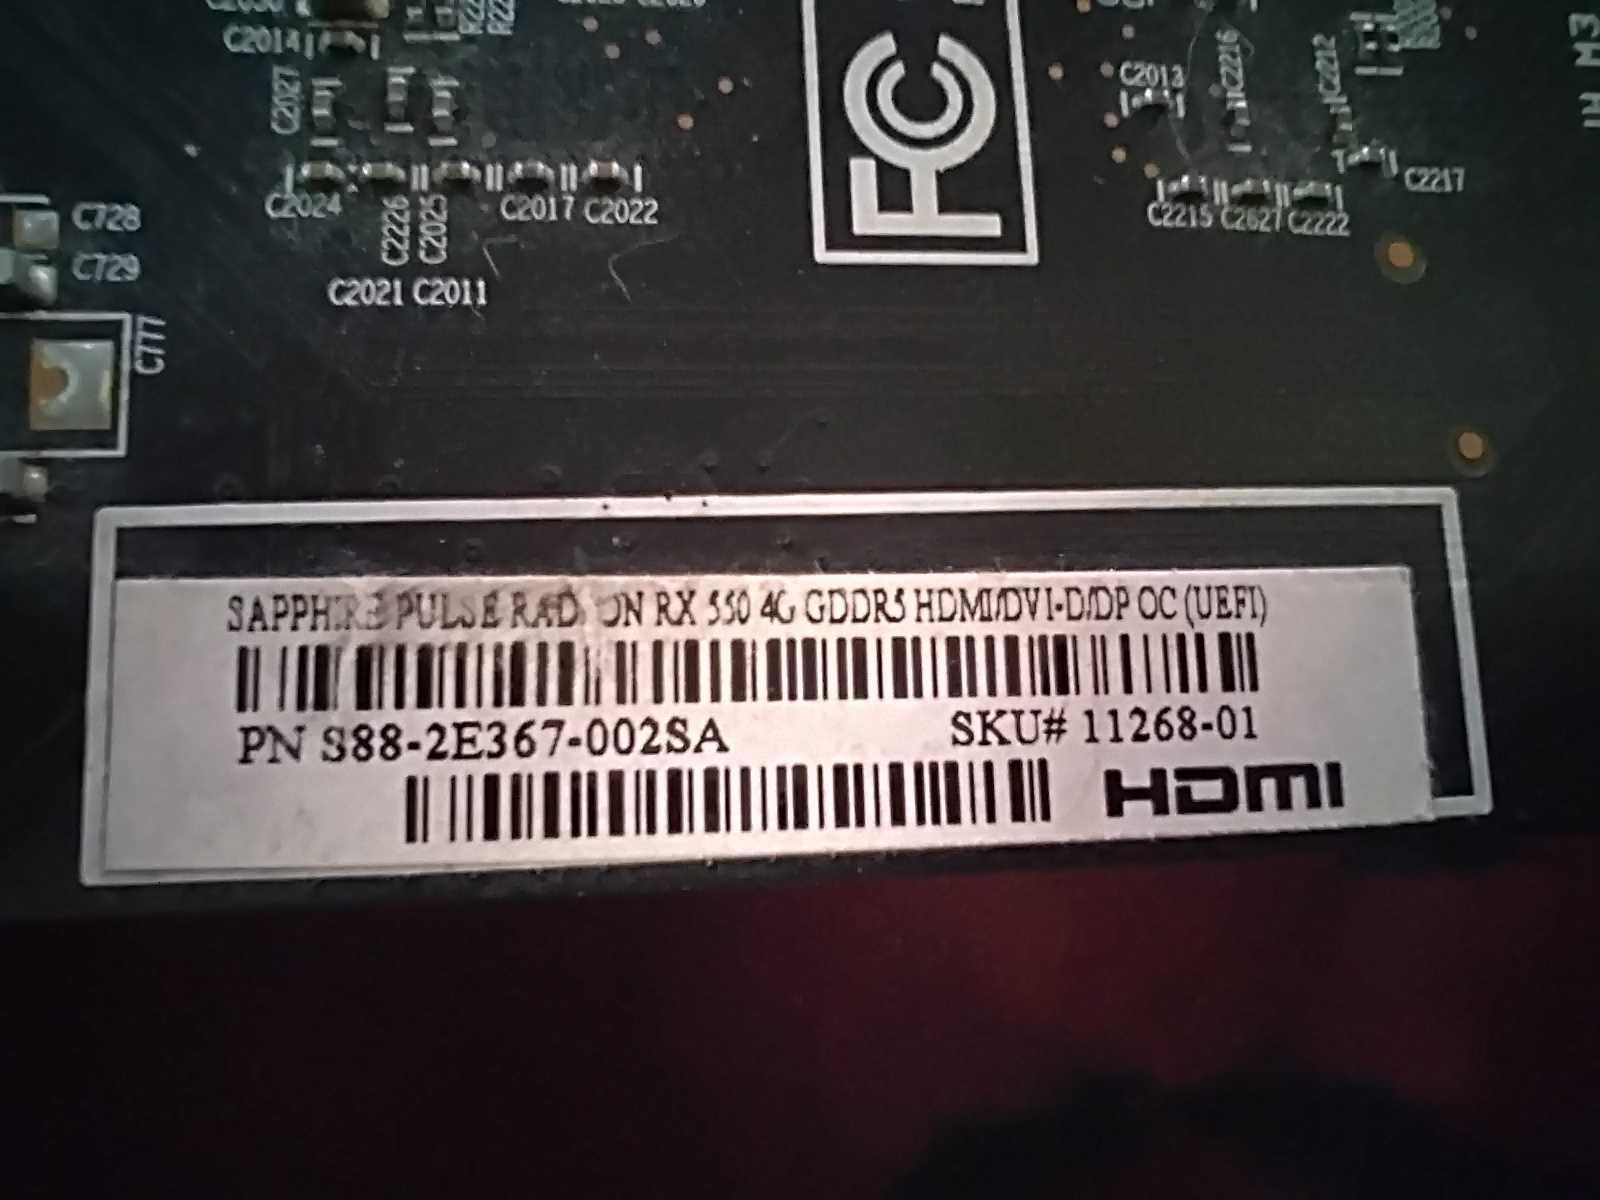 C2014
C2027
C2024
C2226
C2025
C2017 C2022
C2021 C2011
C728
C729
C777
FC
C2013
C2216
C2212
C2217
C2215 C2627 C2222
M3
SAPPHIRE PULSE RADEON RX 550 4G GDDR5 HDMI/DVI-D/DP OC (UEFI)
PN S88-2E367-002SA SKU# 11268-01
HDMI